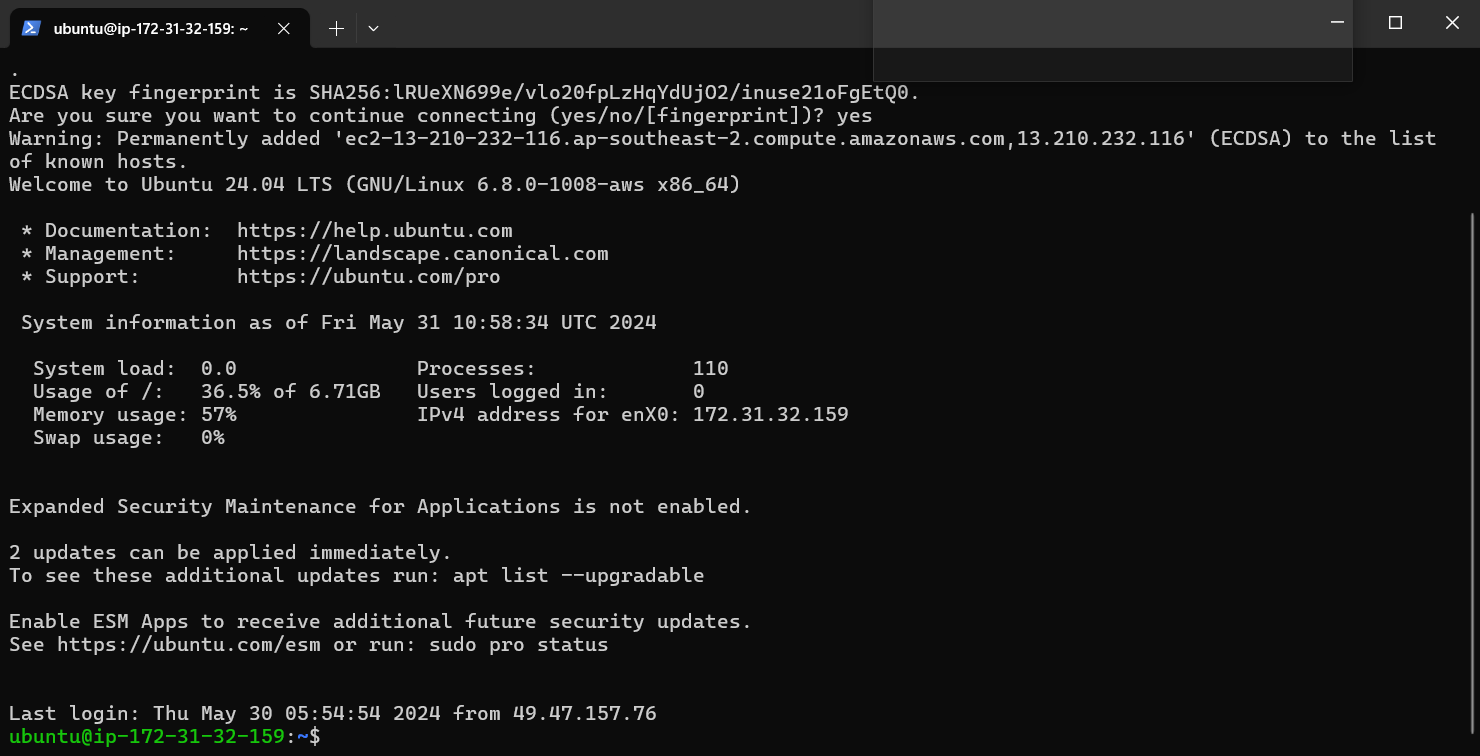 ubuntu@ip-172-31-32-159: ~
.
ECDSA key fingerprint is SHA256:lRUeXN699e/vlo20fpLzHqYdUjO2/inuse21oFgEtQ0.
Are you sure you want to continue connecting (yes/no/[fingerprint])? yes
Warning: Permanently added 'ec2-13-210-232-116.ap-southeast-2.compute.amazonaws.com,13.210.232.116' (ECDSA) to the list
of known hosts.
Welcome to Ubuntu 24.04 LTS (GNU/Linux 6.8.0-1008-aws x86_64)

 * Documentation:  https://help.ubuntu.com
 * Management:     https://landscape.canonical.com
 * Support:        https://ubuntu.com/pro

 System information as of Fri May 31 10:58:34 UTC 2024

  System load:  0.0               Processes:             110
  Usage of /:   36.5% of 6.71GB   Users logged in:       0
  Memory usage: 57%               IPv4 address for enX0: 172.31.32.159
  Swap usage:   0%

Expanded Security Maintenance for Applications is not enabled.

2 updates can be applied immediately.
To see these additional updates run: apt list --upgradable

Enable ESM Apps to receive additional future security updates.
See https://ubuntu.com/esm or run: sudo pro status

Last login: Thu May 30 05:54:54 2024 from 49.47.157.76
ubuntu@ip-172-31-32-159:~$